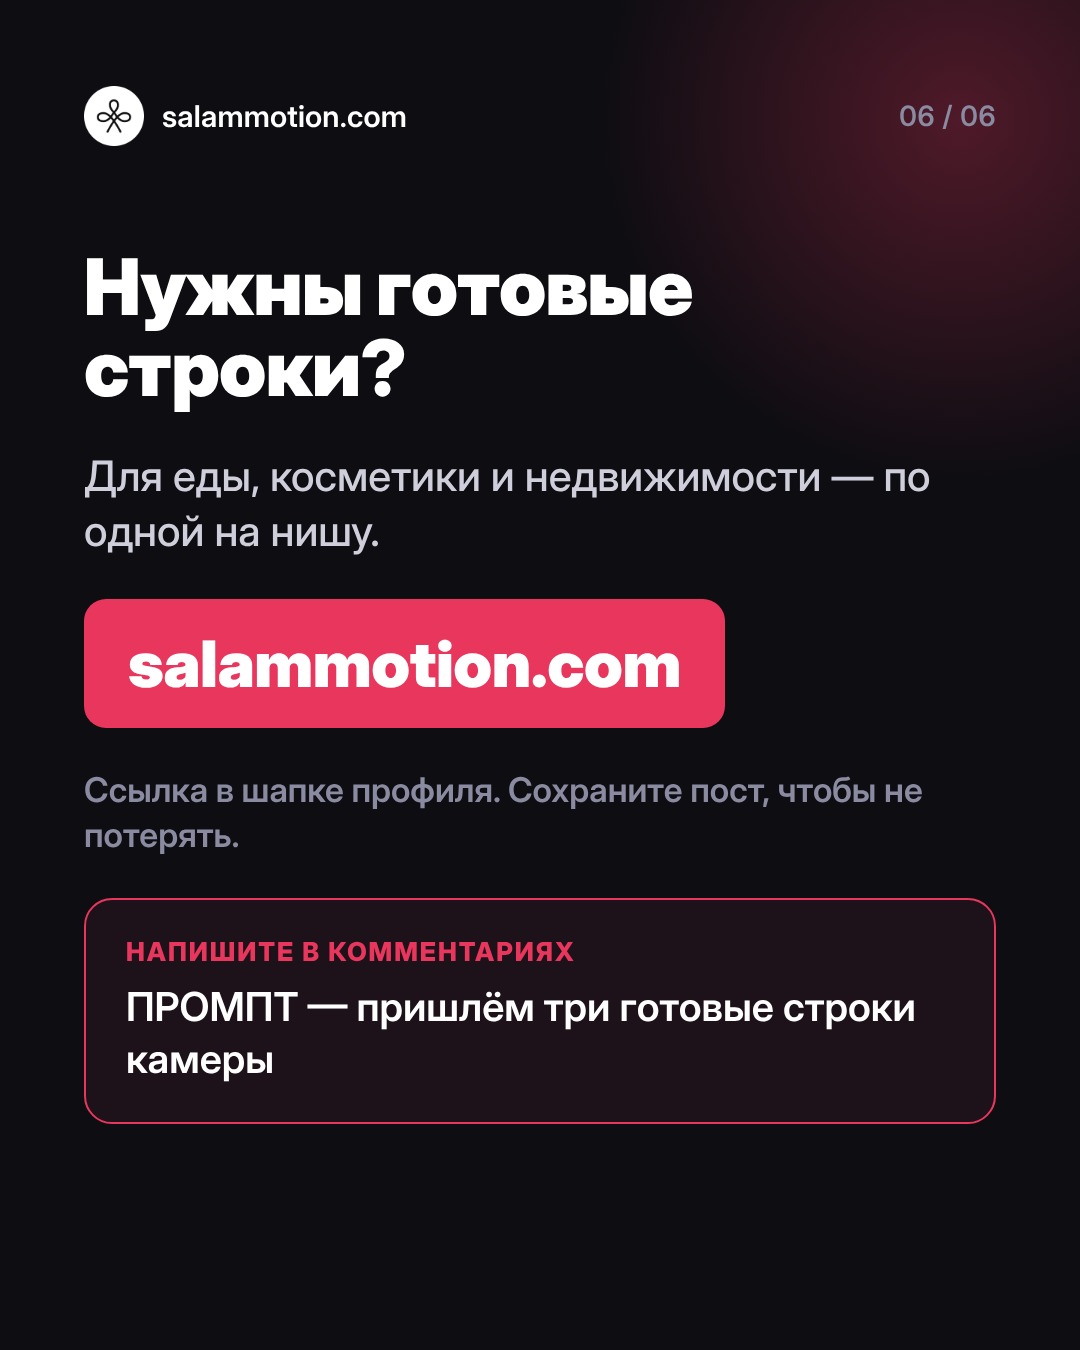 salammotion.com
06 / 06
Нужны готовые
строки?
Для еды, косметики и недвижимости — по
одной на нишу.
salammotion.com
Ссылка в шапке профиля. Сохраните пост, чтобы не
потерять.
НАПИШИТЕ В КОММЕНТАРИЯХ
ПРОМПТ — пришлём три готовые строки
камеры